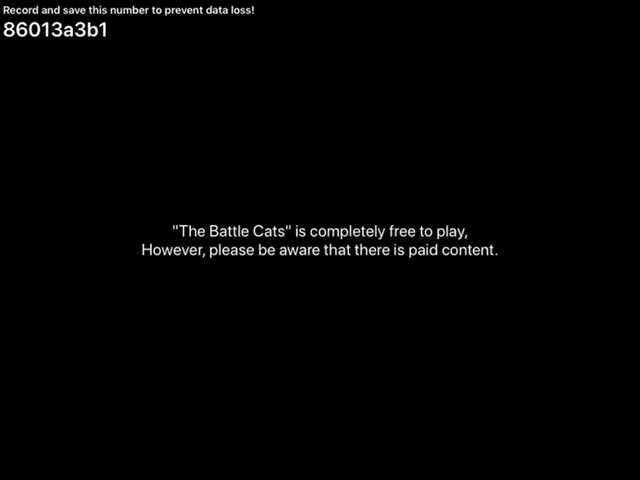 Record and save this number to prevent data loss!
86013a3b1
"The Battle Cats" is completely free to play,
However, please be aware that there is paid content.